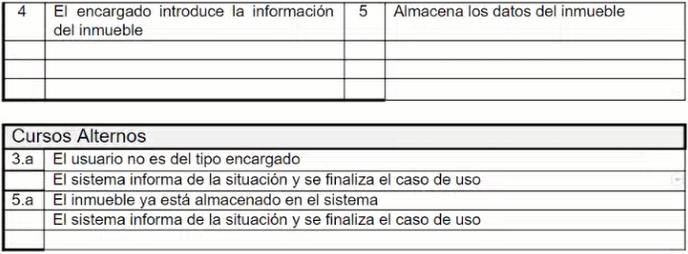 4 El encargado introduce la información 5 Almacena los datos del inmueble
del inmueble
Cursos Alternos
3.a El usuario no es del tipo encargado
El sistema informa de la situación y se finaliza el caso de uso
5.a El inmueble ya está almacenado en el sistema
El sistema informa de la situación y se finaliza el caso de uso